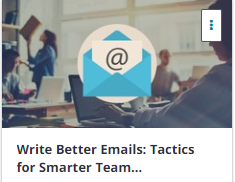 @
Write Better Emails: Tactics
for Smarter Team...